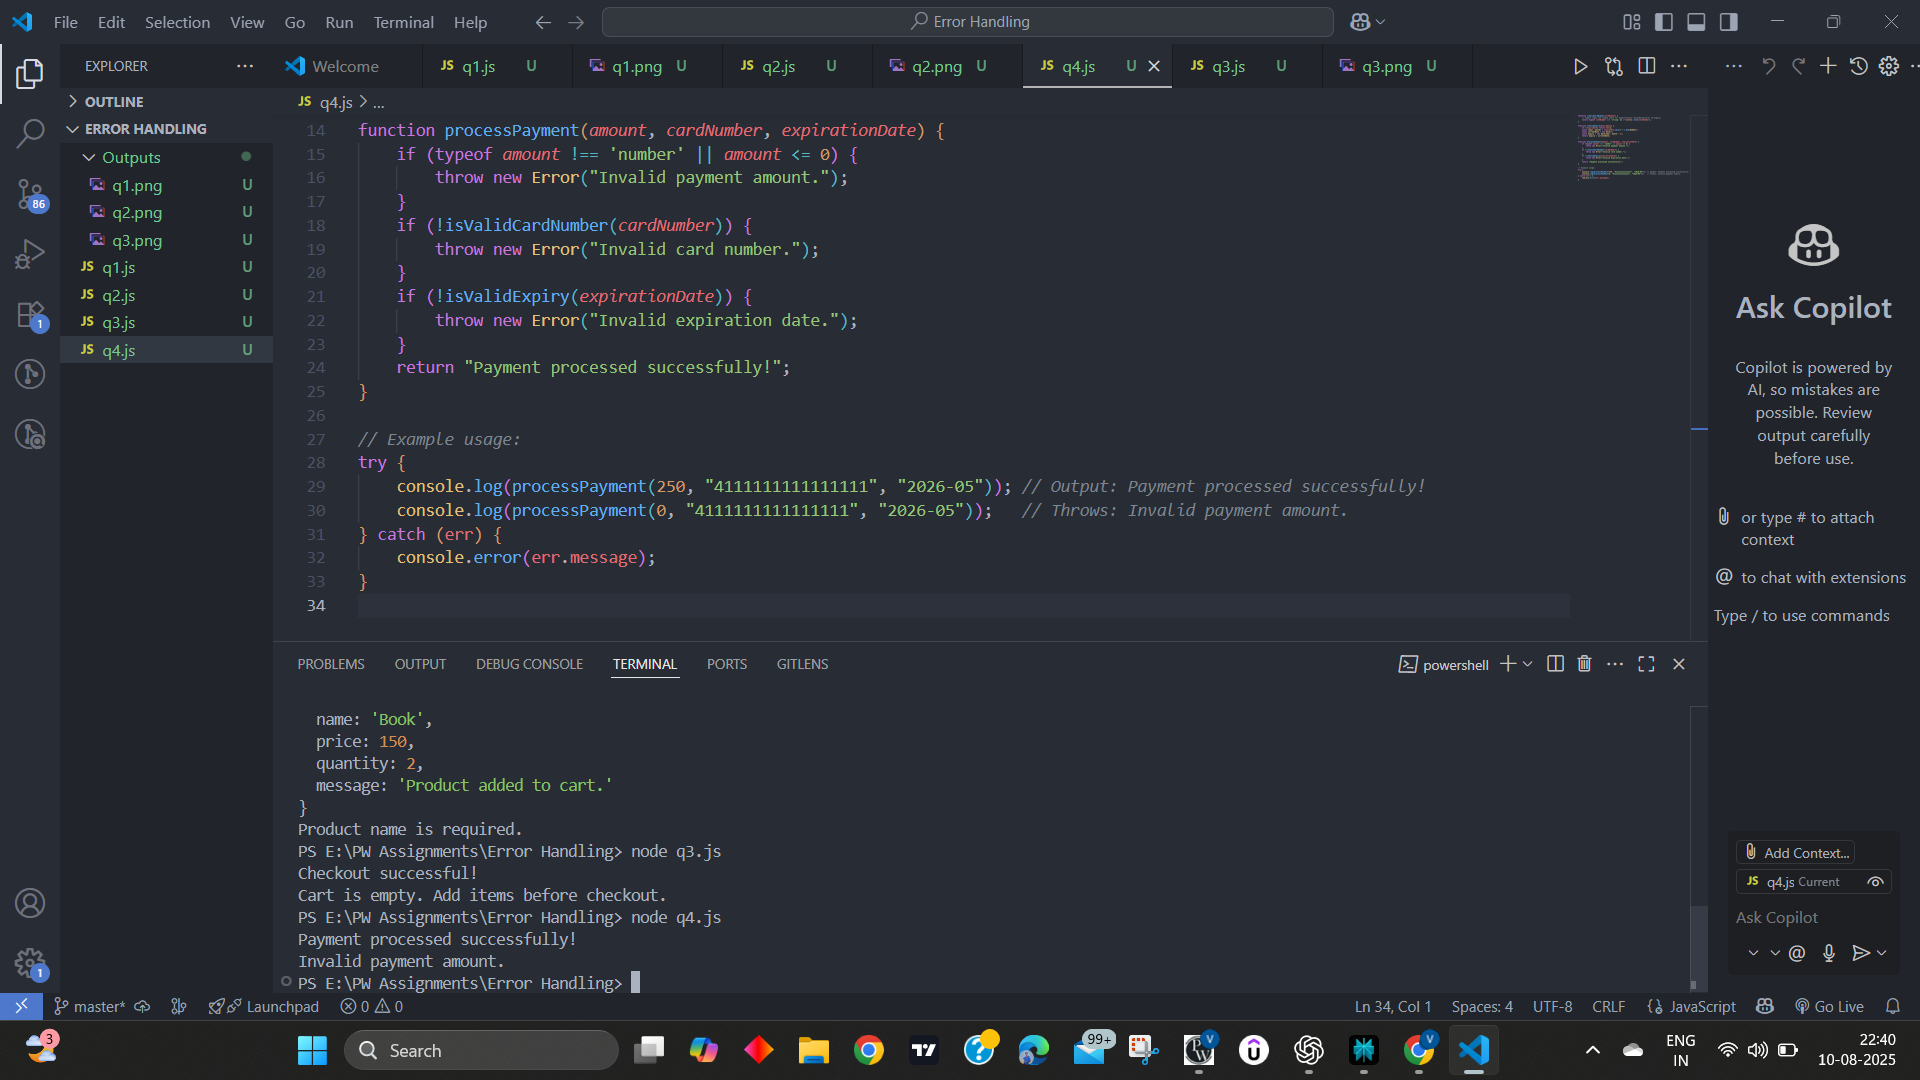 File Edit Selection View Go Run Terminal Help
Error Handling
EXPLORER
Welcome
JS q1.js U
q1.png U
JS q2.js U
q2.png U
JS q4.js U
JS q3.js U
q3.png U
OUTLINE
ERROR HANDLING
Outputs
q1.png U
q2.png U
q3.png U
JS q1.js U
JS q2.js U
JS q3.js U
JS q4.js U
86
1
1
JS q4.js > ...
14 function processPayment(amount, cardNumber, expirationDate) {
15 if (typeof amount !== 'number' || amount <= 0) {
16 throw new Error("Invalid payment amount.");
17 }
18 if (!isValidCardNumber(cardNumber)) {
19 throw new Error("Invalid card number.");
20 }
21 if (!isValidExpiry(expirationDate)) {
22 throw new Error("Invalid expiration date.");
23 }
24 return "Payment processed successfully!";
25 }
26
27 // Example usage:
28 try {
29 console.log(processPayment(250, "4111111111111111", "2026-05")); // Output: Payment processed successfully!
30 console.log(processPayment(0, "4111111111111111", "2026-05")); // Throws: Invalid payment amount.
31 } catch (err) {
32 console.error(err.message);
33 }
34
PROBLEMS OUTPUT DEBUG CONSOLE TERMINAL PORTS GITLENS
powershell
name: 'Book',
price: 150,
quantity: 2,
message: 'Product added to cart.'
}
Product name is required.
PS E:\PW Assignments\Error Handling> node q3.js
Checkout successful!
Cart is empty. Add items before checkout.
PS E:\PW Assignments\Error Handling> node q4.js
Payment processed successfully!
Invalid payment amount.
PS E:\PW Assignments\Error Handling>
Ask Copilot
Copilot is powered by
AI, so mistakes are
possible. Review
output carefully
before use.
or type # to attach
context
@ to chat with extensions
Type / to use commands
Add Context...
JS q4.js Current
Ask Copilot
@
master* Launchpad 0 0
Ln 34, Col 1 Spaces: 4 UTF-8 CRLF {} JavaScript Go Live
3
Search
99+
V
V
ENG
IN
22:40
10-08-2025